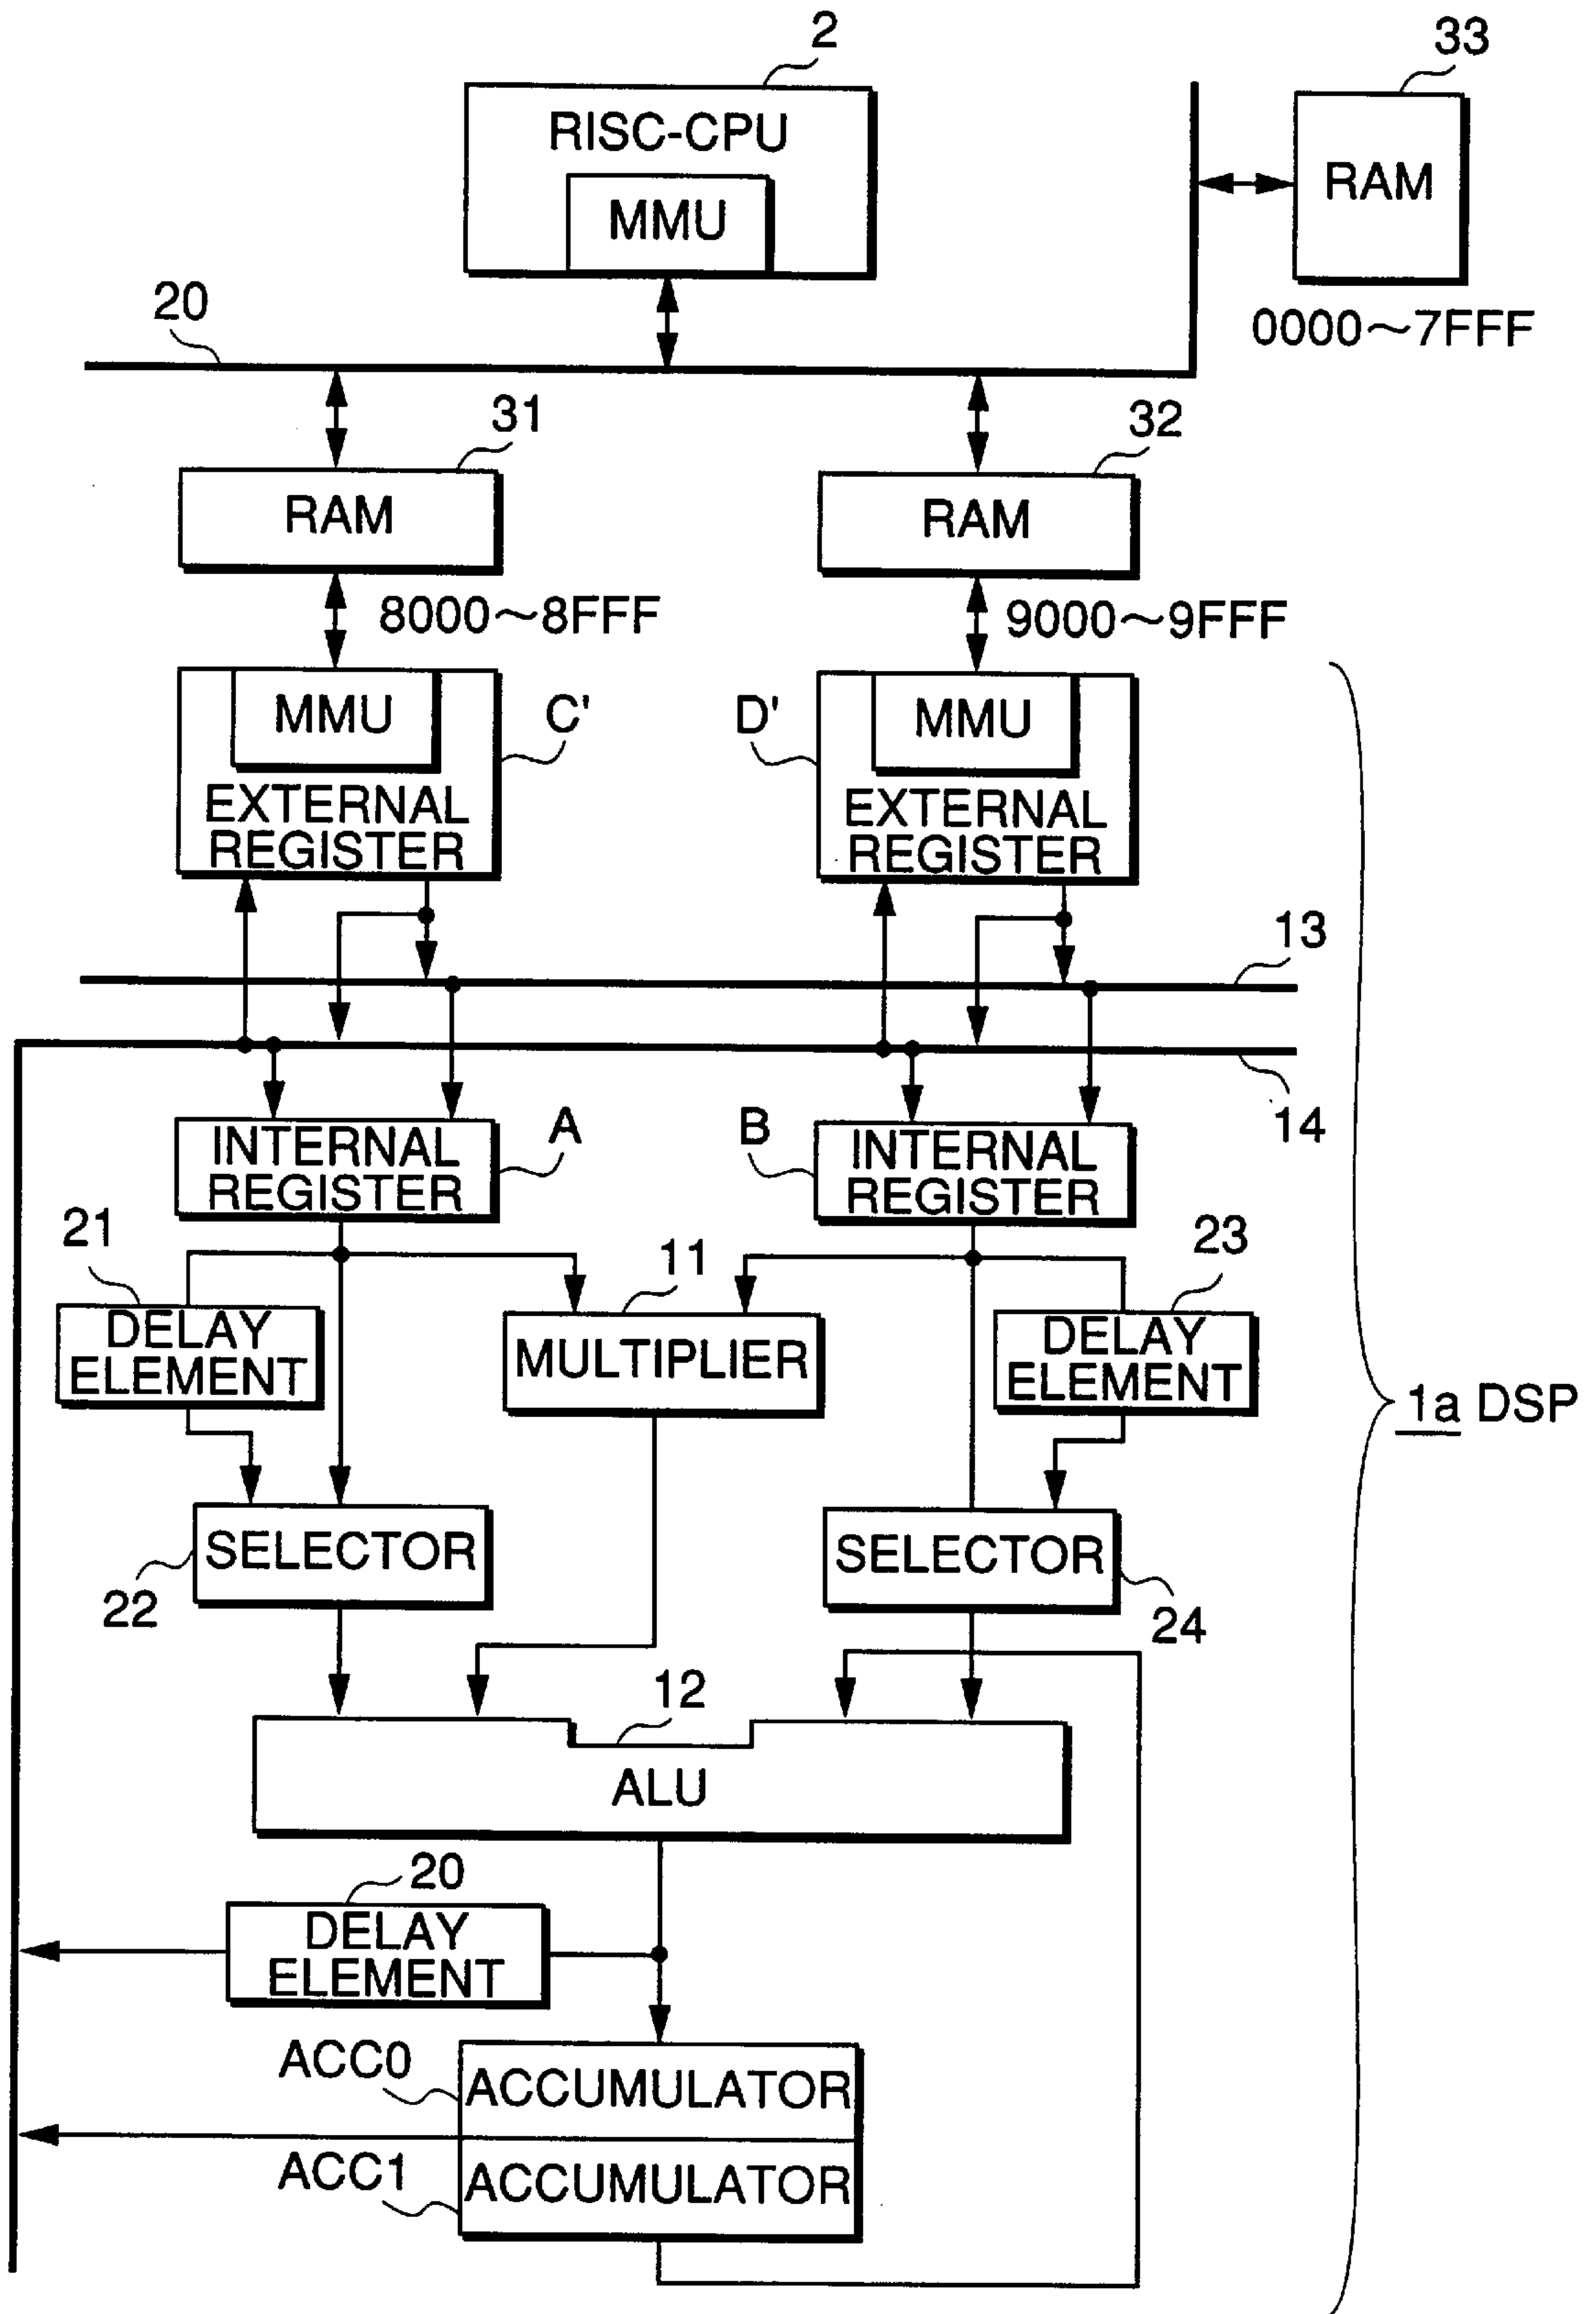 2
33
RISC-CPU
MMU
RAM
20
0000~7FFF
31
32
RAM
RAM
8000~8FFF
9000~9FFF
MMU
C'
D'
MMU
EXTERNAL
REGISTER
EXTERNAL
REGISTER
13
14
INTERNAL
REGISTER
A
B
INTERNAL
REGISTER
21
11
23
DELAY
ELEMENT
MULTIPLIER
DELAY
ELEMENT
1a DSP
SELECTOR
SELECTOR
22
24
12
ALU
20
DELAY
ELEMENT
ACC0
ACCUMULATOR
ACC1
ACCUMULATOR